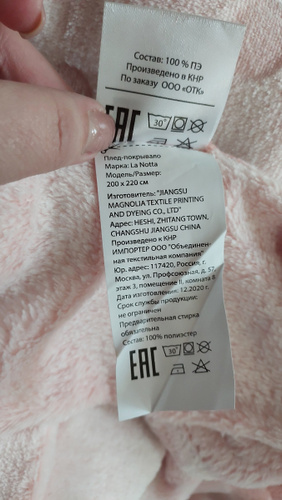 Состав: 100 % ПЭ
Произведено в КНР
По заказу ООО «ОТК»
EAC 30°
Плед-покрывало
Марка: La Notta
Модель/Размер:
200 x 220 см
Изготовитель: "JIANGSU
MAGNOLIA TEXTILE PRINTING
AND DYEING CO., LTD"
Адрес: HESHI, ZHITANG TOWN,
CHANGSHU JIANGSU CHINA
Произведено в КНР
ИМПОРТЕР ООО "Объединен-
ная текстильная компания"
Юр. адрес: 117420, Россия, г.
Москва, ул. Профсоюзная, д. 57,
этаж 3, помещение II, комната 8
Дата изготовления: 12.2020 г.
Срок службы продукции:
не ограничен
Предварительная стирка
обязательна
Состав: 100% полиэстер
EAC 30°